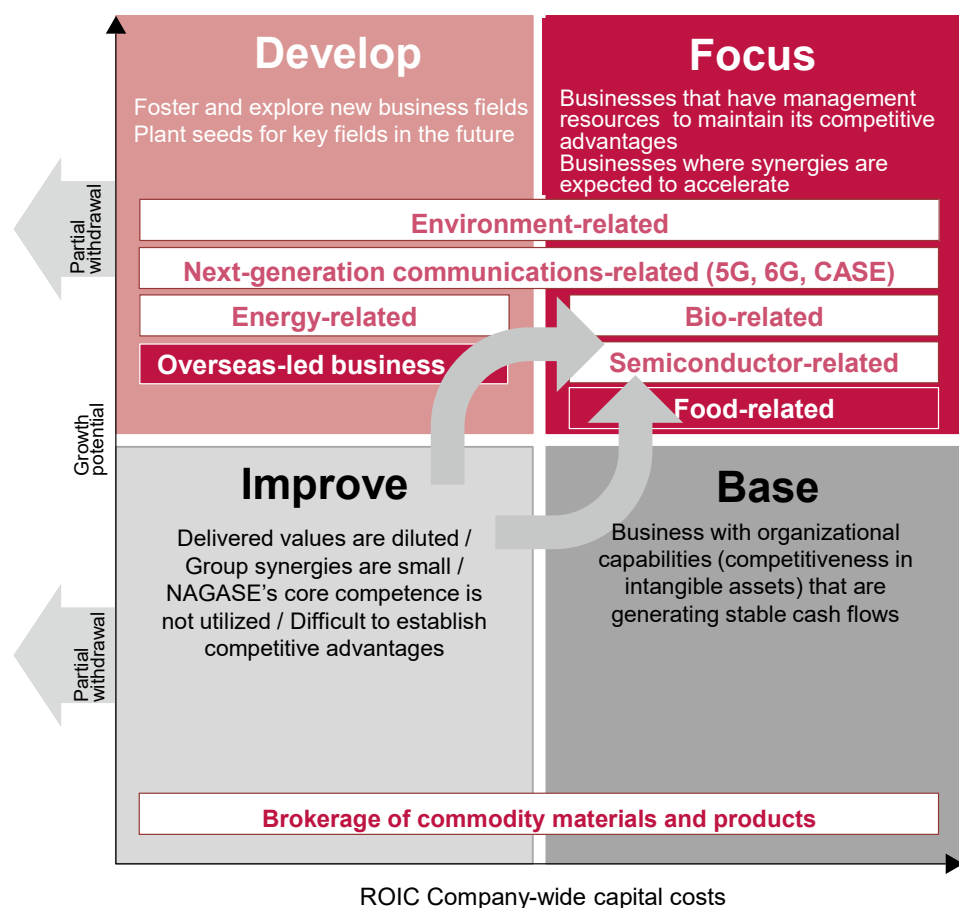 Develop
Foster and explore new business fields
Plant seeds for key fields in the future
Focus
Businesses that have management
resources to maintain its competitive
advantages
Businesses where synergies are
expected to accelerate
Partial
withdrawal
Environment-related
Next-generation communications-related (5G, 6G, CASE)
Energy-related
Bio-related
Overseas-led business
Semiconductor-related
Food-related
Growth
potential
Improve
Delivered values are diluted /
Group synergies are small /
NAGASE's core competence is
not utilized / Difficult to establish
competitive advantages
Base
Business with organizational
capabilities (competitiveness in
intangible assets) that are
generating stable cash flows
Partial
withdrawal
Brokerage of commodity materials and products
ROIC Company-wide capital costs